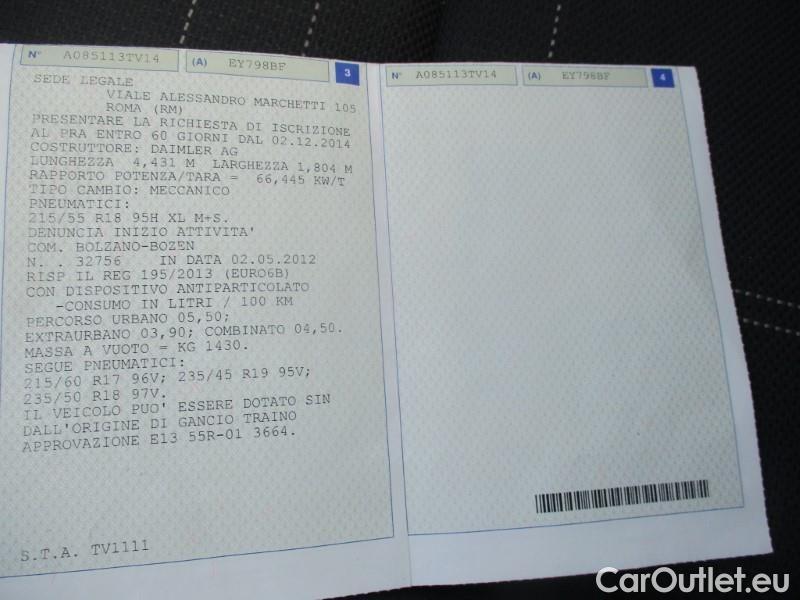 N° A085113TV14 (A) EY798BF 3
SEDE LEGALE
VIALE ALESSANDRO MARCHETTI 105
ROMA (RM)
PRESENTARE LA RICHIESTA DI ISCRIZIONE
AL PRA ENTRO 60 GIORNI DAL 02.12.2014
COSTRUTTORE: DAIMLER AG
LUNGHEZZA 4,431 M LARGHEZZA 1,804 M
RAPPORTO POTENZA/TARA = 66,445 KW/T
TIPO CAMBIO: MECCANICO
PNEUMATICI:
215/55 R18 95H XL M+S.
DENUNCIA INIZIO ATTIVITA'
COM. BOLZANO-BOZEN
N. . 32756 IN DATA 02.05.2012
RISP IL REG 195/2013 (EURO6B)
CON DISPOSITIVO ANTIPARTICOLATO
-CONSUMO IN LITRI / 100 KM
PERCORSO URBANO 05,50;
EXTRAURBANO 03,90; COMBINATO 04,50.
MASSA A VUOTO = KG 1430.
SEGUE PNEUMATICI:
215/60 R17 96V; 235/45 R19 95V;
235/50 R18 97V.
IL VEICOLO PUO' ESSERE DOTATO SIN
DALL'ORIGINE DI GANCIO TRAINO
APPROVAZIONE E13 55R-01 3664.
S.T.A. TV1111
N° A085113TV14 (A) EY798BF 4
CarOutlet.eu